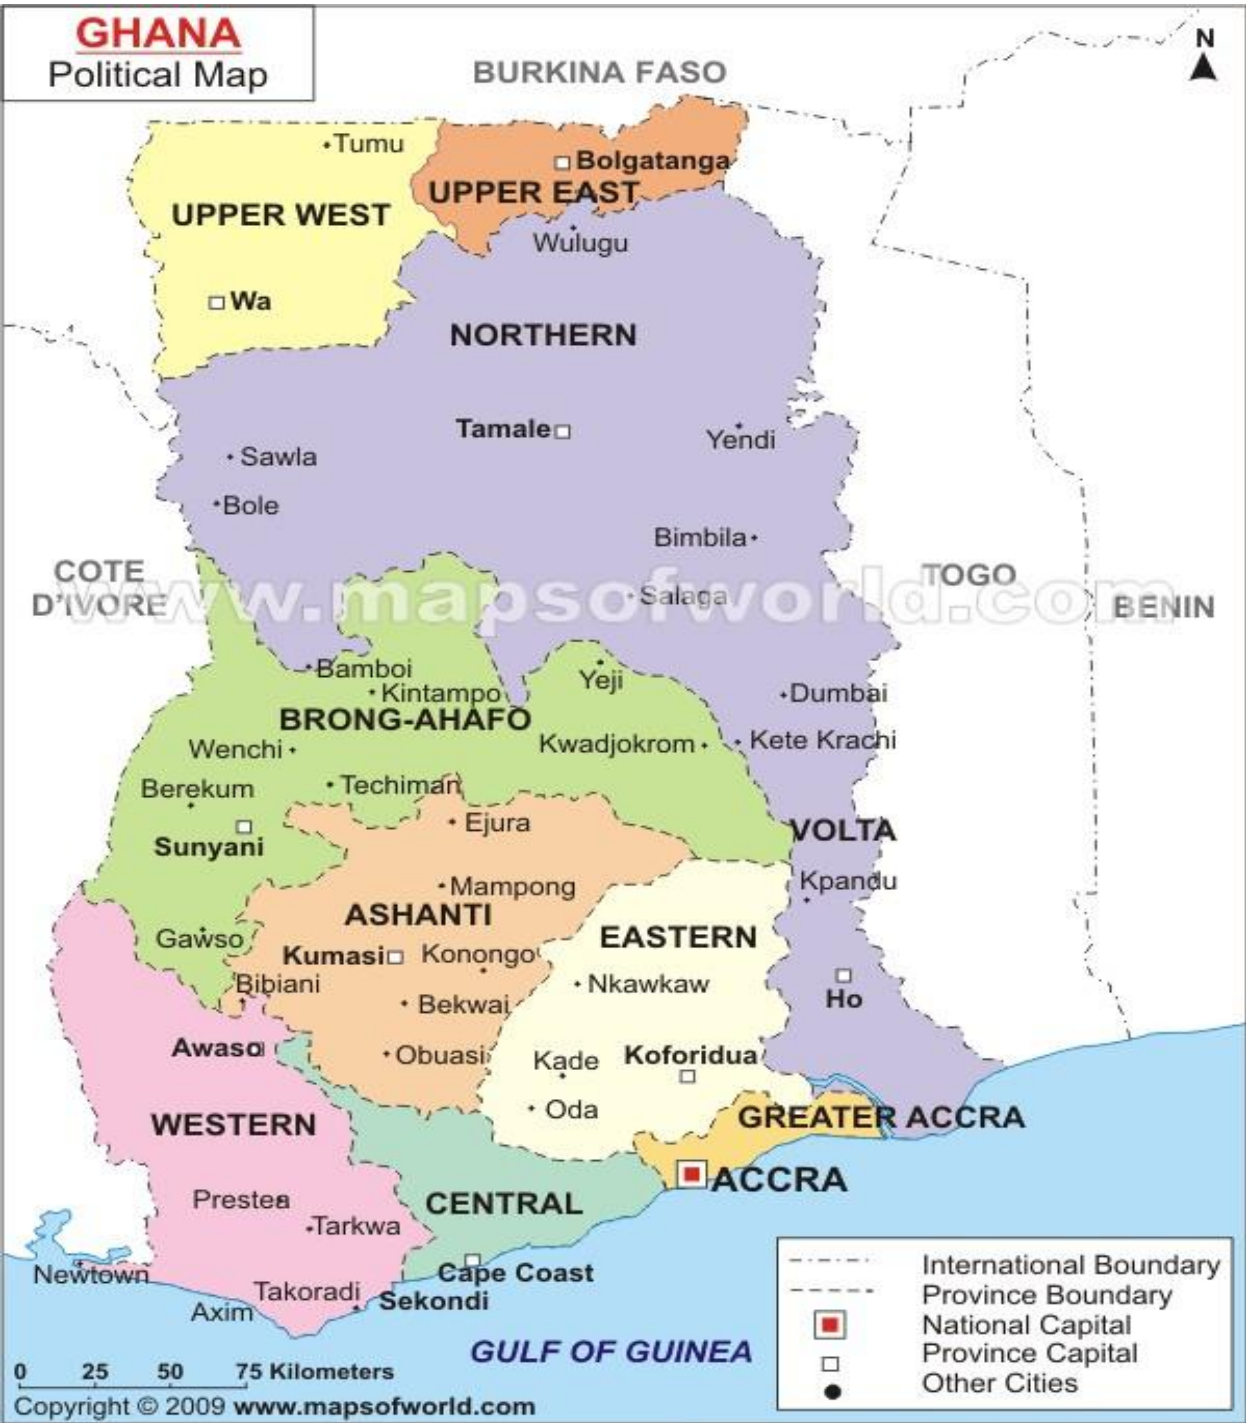 GHANA
Political Map
N
BURKINA FASO
Tumu
Bolgatanga
UPPER EAST
UPPER WEST
Wulugu
Wa
NORTHERN
Tamale
Yendi
Sawla
Bole
Bimbila
COTE
D'IVORE
TOGO
BENIN
www.mapsofworld.com
Salaga
Bamboi
Yeji
Kintampo
Dumbai
BRONG-AHAFO
Wenchi
Kwadjokrom
Kete Krachi
Techiman
Berekum
Ejura
VOLTA
Sunyani
Kpandu
Mampong
ASHANTI
EASTERN
Gawso
Kumasi
Konongo
Bibiani
Nkawkaw
Ho
Bekwai
Awaso
Obuasi
Kade
Koforidua
Oda
WESTERN
GREATER ACCRA
ACCRA
Prestea
CENTRAL
Tarkwa
Newtown
Cape Coast
Takoradi
Sekondi
Axim
GULF OF GUINEA
International Boundary
Province Boundary
National Capital
Province Capital
Other Cities
0 25 50 75 Kilometers
Copyright © 2009 www.mapsofworld.com